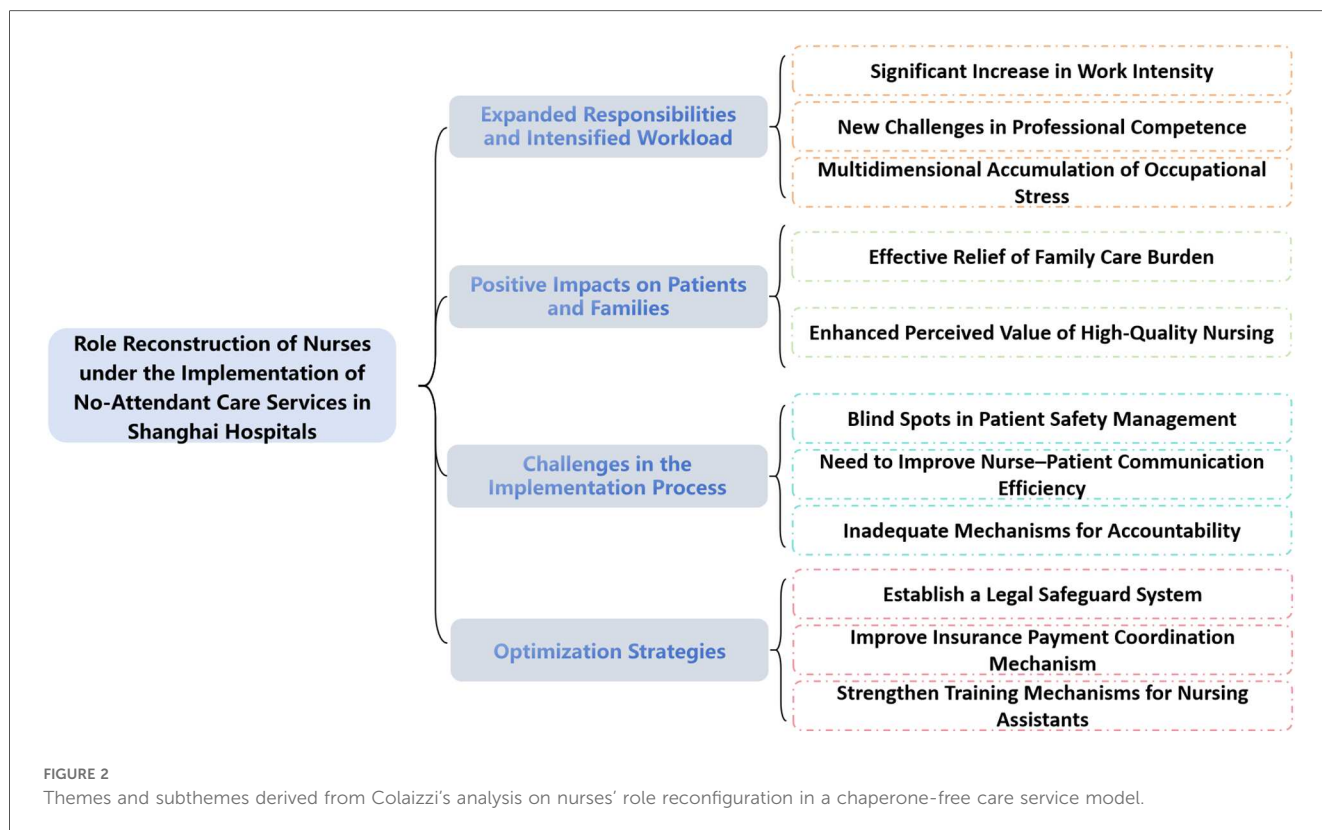 Role Reconstruction of Nurses
under the Implementation of
No-Attendant Care Services in
Shanghai Hospitals
Expanded Responsibilities
and Intensified Workload
Significant Increase in Work Intensity
New Challenges in Professional Competence
Multidimensional Accumulation of Occupational
Stress
Positive Impacts on Patients
and Families
Effective Relief of Family Care Burden
Enhanced Perceived Value of High-Quality Nursing
Challenges in the
Implementation Process
Blind Spots in Patient Safety Management
Need to Improve Nurse–Patient Communication
Efficiency
Inadequate Mechanisms for Accountability
Optimization Strategies
Establish a Legal Safeguard System
Improve Insurance Payment Coordination
Mechanism
Strengthen Training Mechanisms for Nursing
Assistants
FIGURE 2
Themes and subthemes derived from Colaizzi’s analysis on nurses’ role reconfiguration in a chaperone-free care service model.